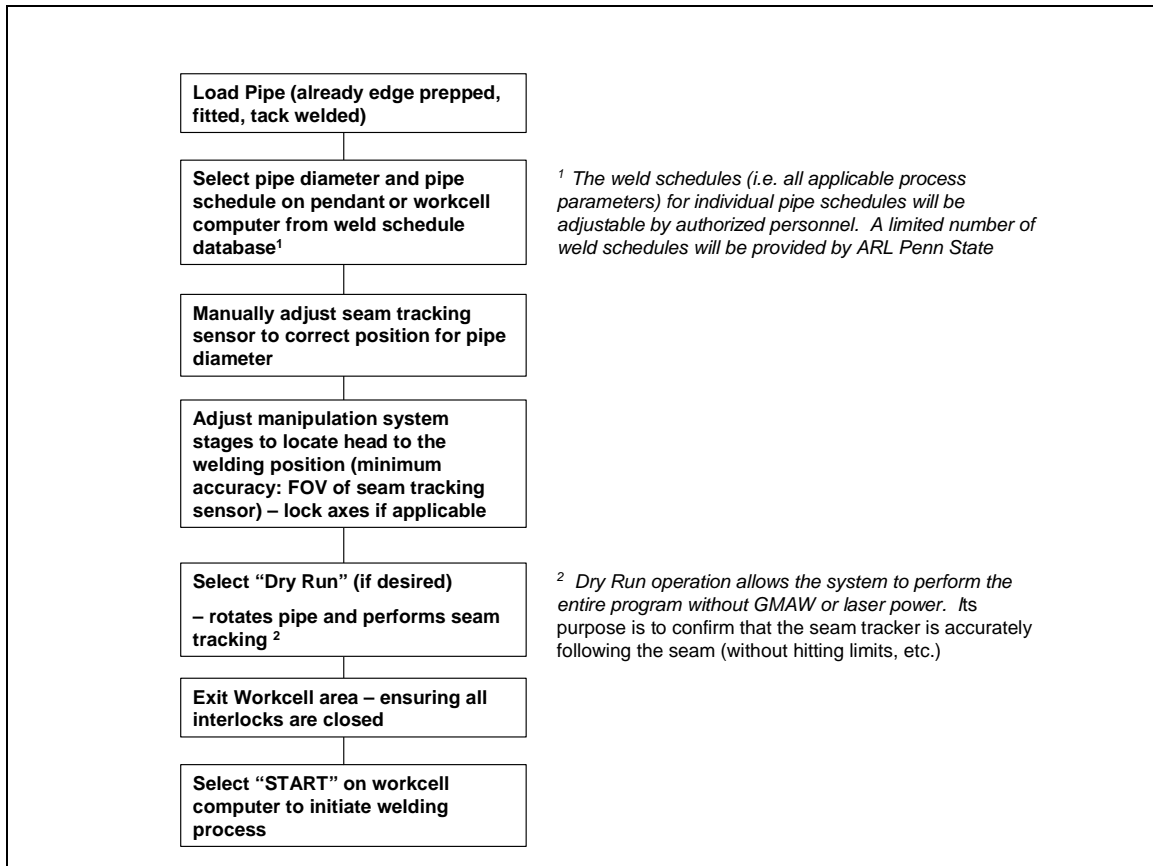 Load Pipe (already edge prepped,
fitted, tack welded)
Select pipe diameter and pipe
schedule on pendant or workcell
computer from weld schedule
database¹
¹ The weld schedules (i.e. all applicable process
parameters) for individual pipe schedules will be
adjustable by authorized personnel. A limited number of
weld schedules will be provided by ARL Penn State
Manually adjust seam tracking
sensor to correct position for pipe
diameter
Adjust manipulation system
stages to locate head to the
welding position (minimum
accuracy: FOV of seam tracking
sensor) – lock axes if applicable
Select “Dry Run” (if desired)
– rotates pipe and performs seam
tracking ²
² Dry Run operation allows the system to perform the
entire program without GMAW or laser power. Its
purpose is to confirm that the seam tracker is accurately
following the seam (without hitting limits, etc.)
Exit Workcell area – ensuring all
interlocks are closed
Select “START” on workcell
computer to initiate welding
process